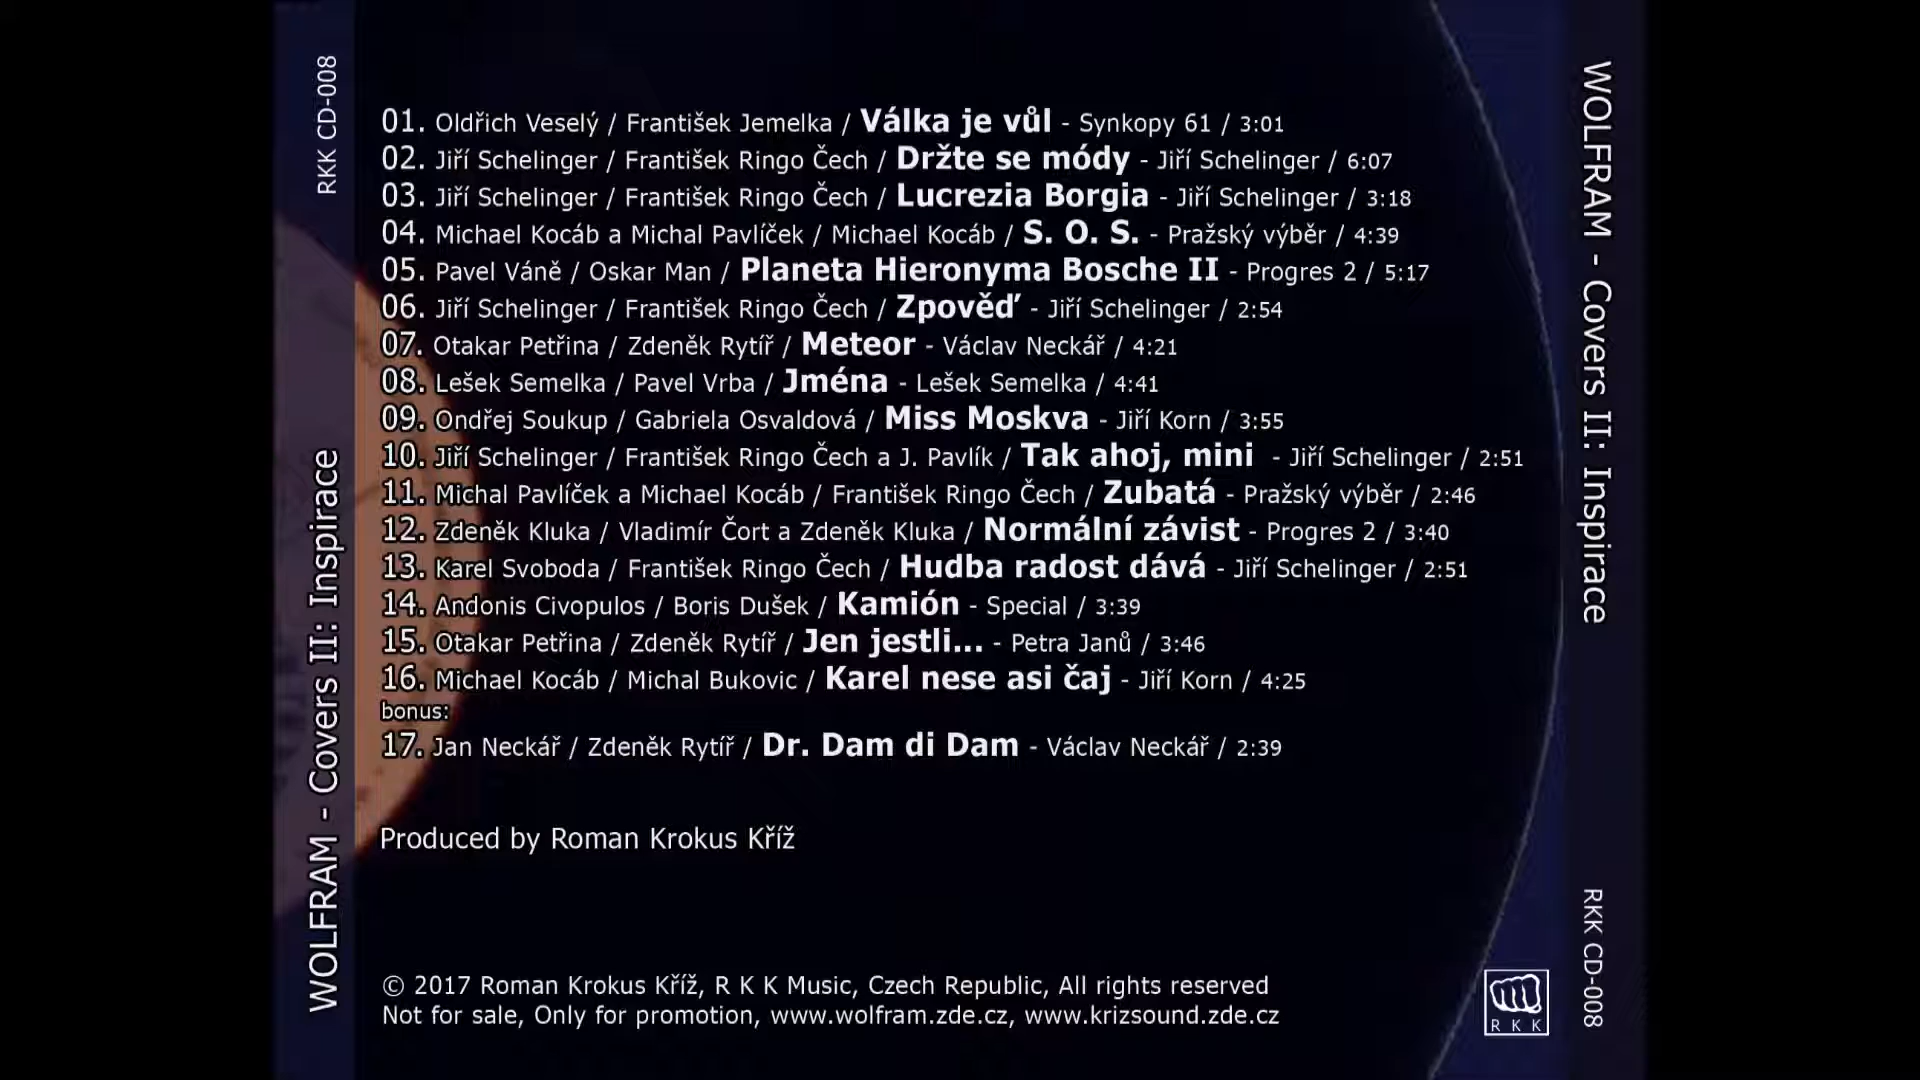 RKK CD-008
WOLFRAM - Covers II: Inspirace
01. Oldřich Veselý / František Jemelka / Válka je vůl - Synkopy 61 / 3:01
02. Jiří Schelinger / František Ringo Čech / Držte se módy - Jiří Schelinger / 6:07
03. Jiří Schelinger / František Ringo Čech / Lucrezia Borgia - Jiří Schelinger / 3:18
04. Michael Kocáb a Michal Pavlíček / Michael Kocáb / S. O. S. - Pražský výběr / 4:39
05. Pavel Váně / Oskar Man / Planeta Hieronyma Bosche II - Progres 2 / 5:17
06. Jiří Schelinger / František Ringo Čech / Zpověď - Jiří Schelinger / 2:54
07. Otakar Petřina / Zdeněk Rytíř / Meteor - Václav Neckář / 4:21
08. Lešek Semelka / Pavel Vrba / Jména - Lešek Semelka / 4:41
09. Ondřej Soukup / Gabriela Osvaldová / Miss Moskva - Jiří Korn / 3:55
10. Jiří Schelinger / František Ringo Čech a J. Pavlík / Tak ahoj, mini - Jiří Schelinger / 2:51
11. Michal Pavlíček a Michael Kocáb / František Ringo Čech / Zubatá - Pražský výběr / 2:46
12. Zdeněk Kluka / Vladimír Čort a Zdeněk Kluka / Normální závist - Progres 2 / 3:40
13. Karel Svoboda / František Ringo Čech / Hudba radost dává - Jiří Schelinger / 2:51
14. Andonis Civopulos / Boris Dušek / Kamión - Special / 3:39
15. Otakar Petřina / Zdeněk Rytíř / Jen jestli... - Petra Janů / 3:46
16. Michael Kocáb / Michal Bukovic / Karel nese asi čaj - Jiří Korn / 4:25
bonus:
17. Jan Neckář / Zdeněk Rytíř / Dr. Dam di Dam - Václav Neckář / 2:39
Produced by Roman Krokus Kříž
© 2017 Roman Krokus Kříž, R K K Music, Czech Republic, All rights reserved
Not for sale, Only for promotion, www.wolfram.zde.cz, www.krizsound.zde.cz
R K K
WOLFRAM - Covers II: Inspirace
RKK CD-008